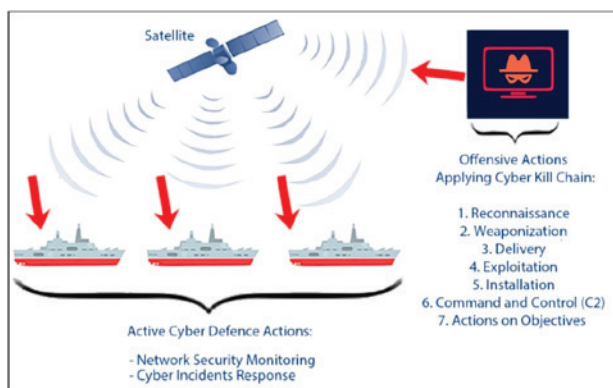 Satellite
Offensive Actions
Applying Cyber Kill Chain:
1. Reconnaissance
2. Weaponization
3. Delivery
4. Exploitation
5. Installation
6. Command and Control (C2)
7. Actions on Objectives
Active Cyber Defence Actions:
- Network Security Monitoring
- Cyber Incidents Response